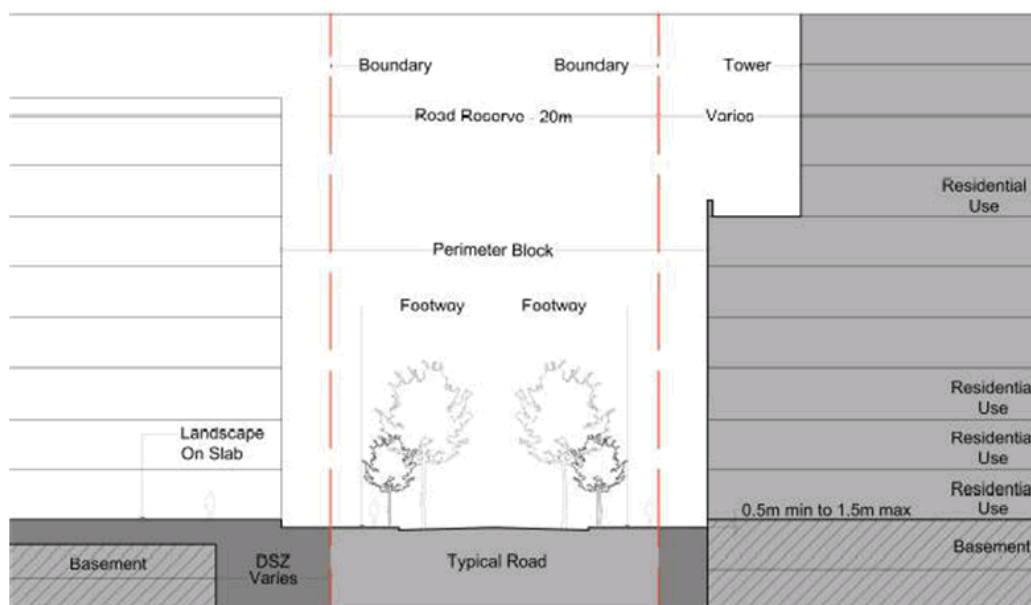 Boundary
Boundary
Tower
Road Reserve - 20m
Varies
Residential
Use
Perimeter Block
Footway
Footway
Residentia
Use
Landscape
On Slab
Residentia
Use
Residentia
Use
0.5m min to 1.5m max
Basement
DSZ
Varies
Typical Road
Basement